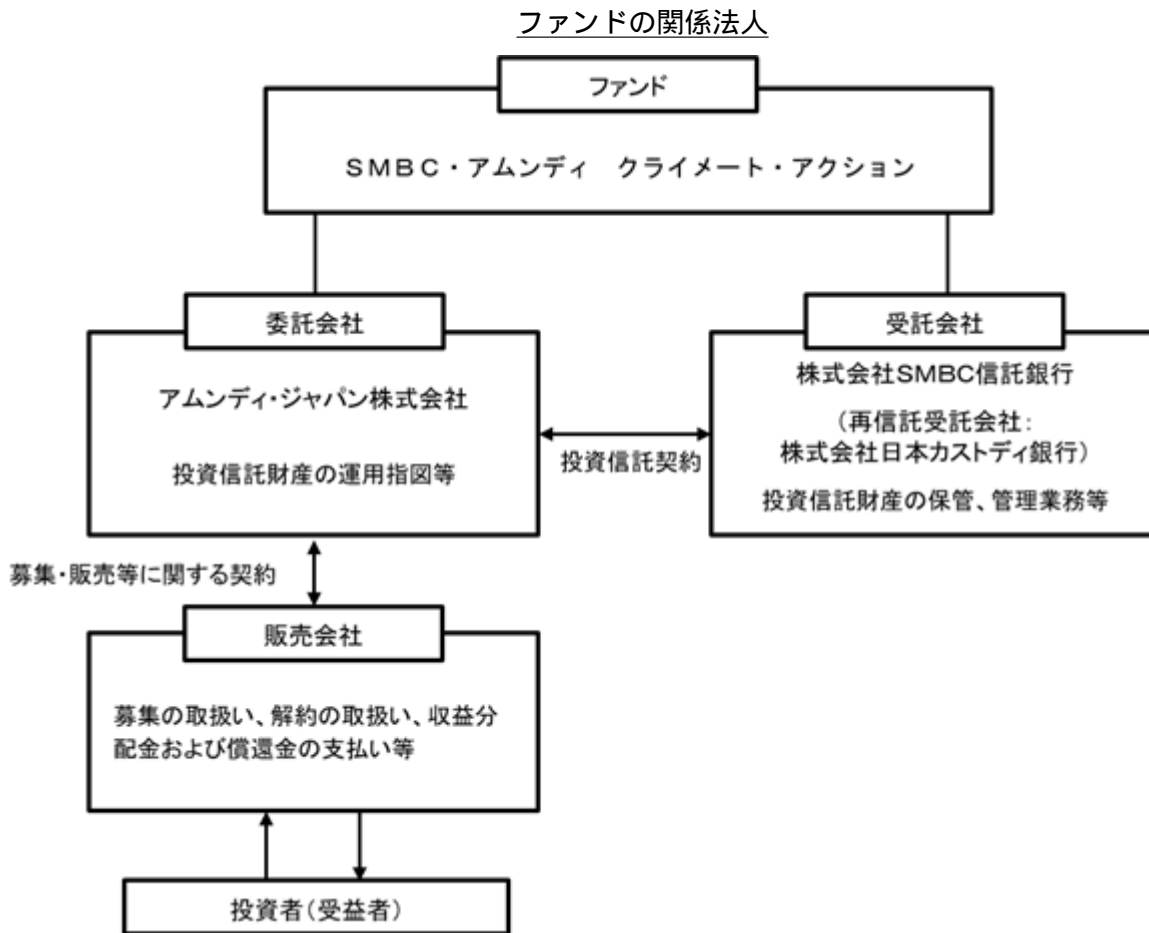 ファンドの関係法人
ファンド
SMBC・アムンディ　クライメート・アクション
委託会社
アムンディ・ジャパン株式会社
投資信託財産の運用指図等
投資信託契約
受託会社
株式会社SMBC信託銀行
（再信託受託会社：
株式会社日本カストディ銀行）
投資信託財産の保管、管理業務等
募集・販売等に関する契約
販売会社
募集の取扱い、解約の取扱い、収益分
配金および償還金の支払い等
投資者（受益者）